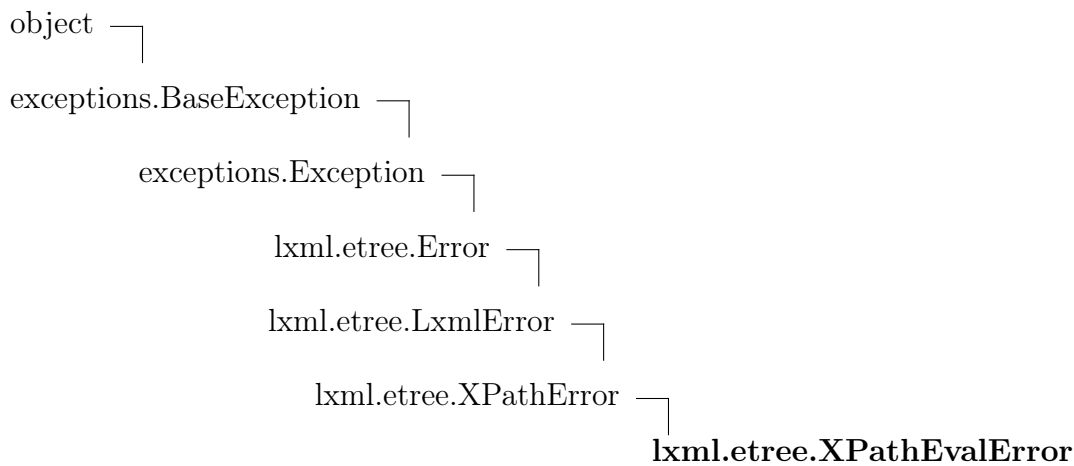 object
exceptions.BaseException
exceptions.Exception
lxml.etree.Error
lxml.etree.LxmlError
lxml.etree.XPathError
lxml.etree.XPathEvalError